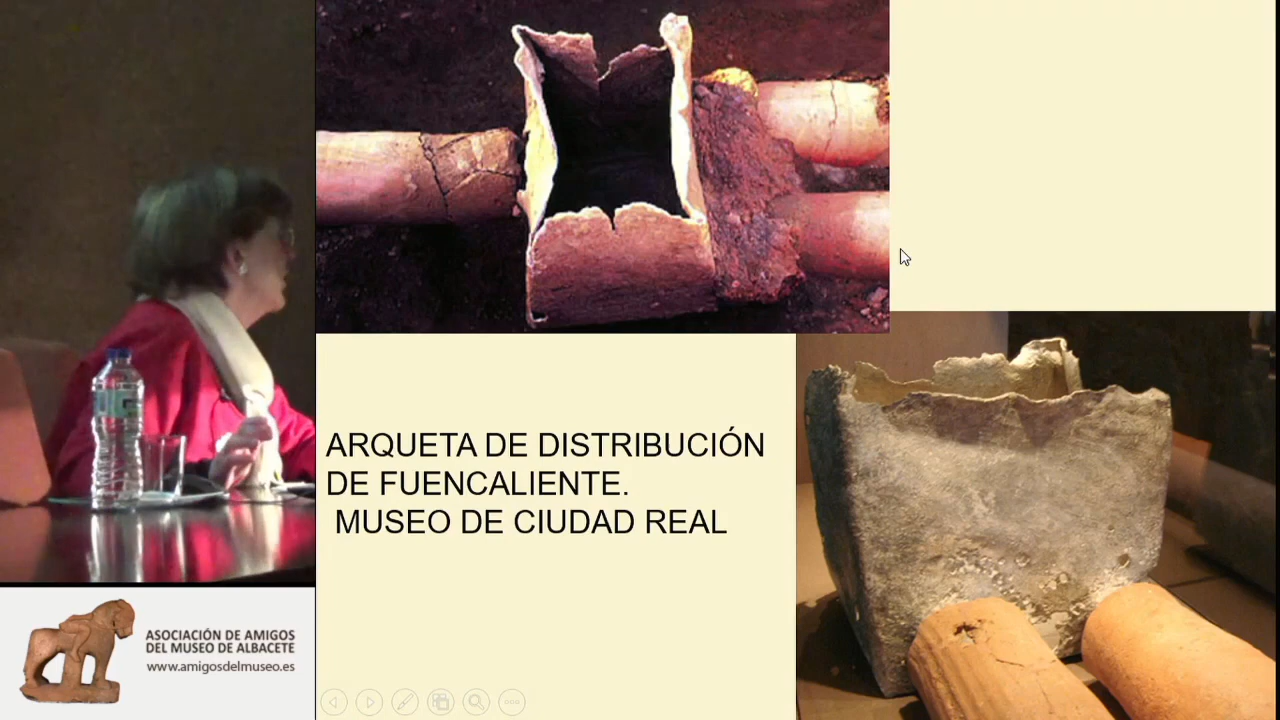 ARQUETA DE DISTRIBUCIÓN
DE FUENCALIENTE.
MUSEO DE CIUDAD REAL
ASOCIACIÓN DE AMIGOS
DEL MUSEO DE ALBACETE
www.amigosdelmuseo.es